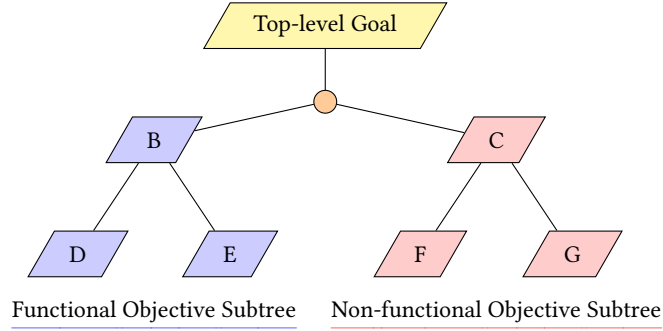 Top-level Goal
B
C
D
E
F
G
Functional Objective Subtree
Non-functional Objective Subtree